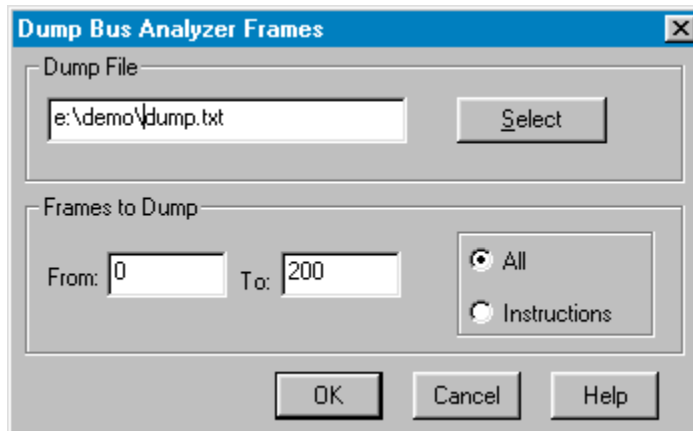 Dump Bus Analyzer Frames
Dump File
e:\demo\dump.txt
Select
Frames to Dump
From: 0 To: 200
All
Instructions
OK Cancel Help